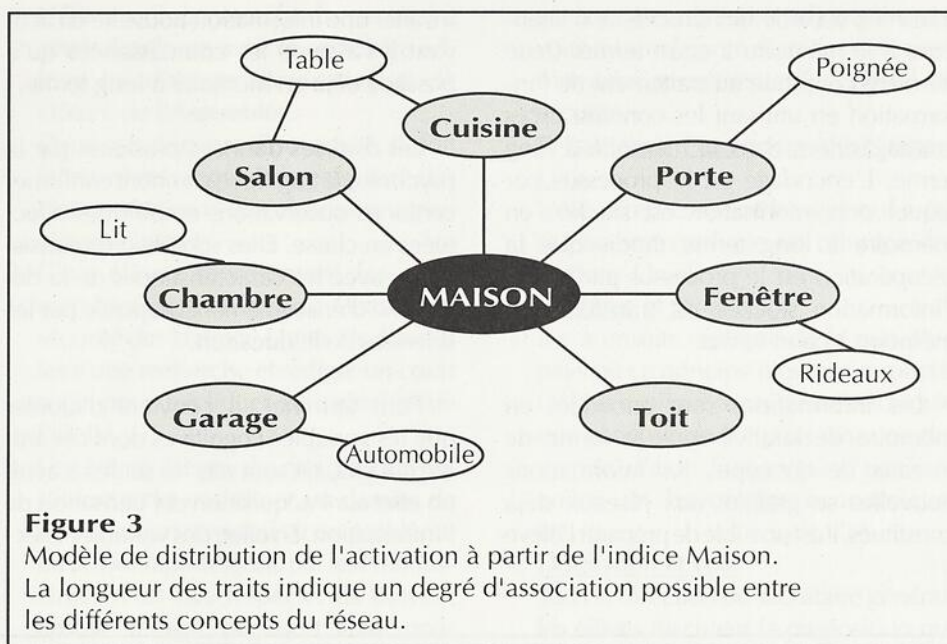 Table
Poignée
Cuisine
Salon
Porte
Lit
Chambre
MAISON
Fenêtre
Rideaux
Garage
Toit
Automobile
Figure 3
Modèle de distribution de l'activation à partir de l'indice Maison.
La longueur des traits indique un degré d'association possible entre
les différents concepts du réseau.